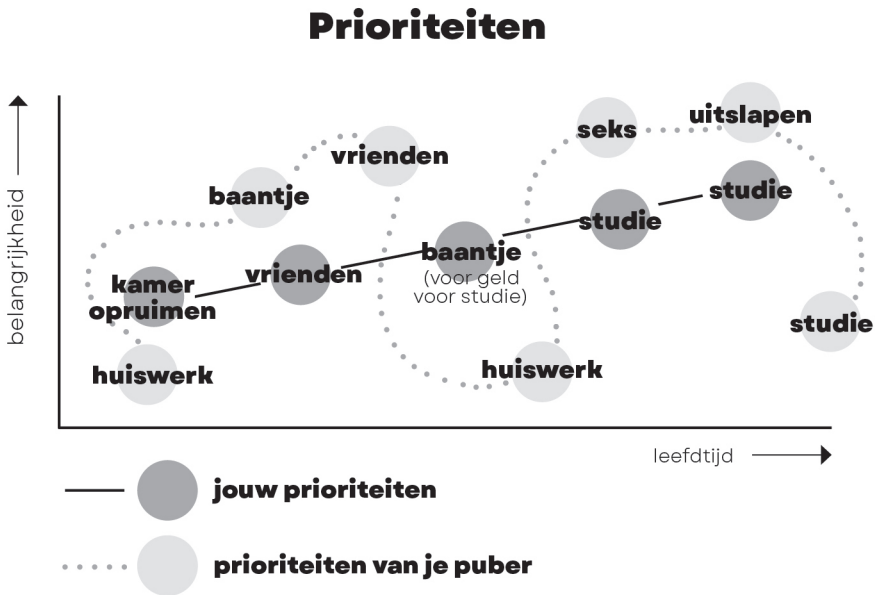 Prioriteiten
belangrijkheid
uitslapen
seks
vrienden
baantje
studie
studie
baantje
(voor geld
voor studie)
vrienden
kamer
opruimen
studie
huiswerk
huiswerk
leefdtijd
jouw prioriteiten
prioriteiten van je puber